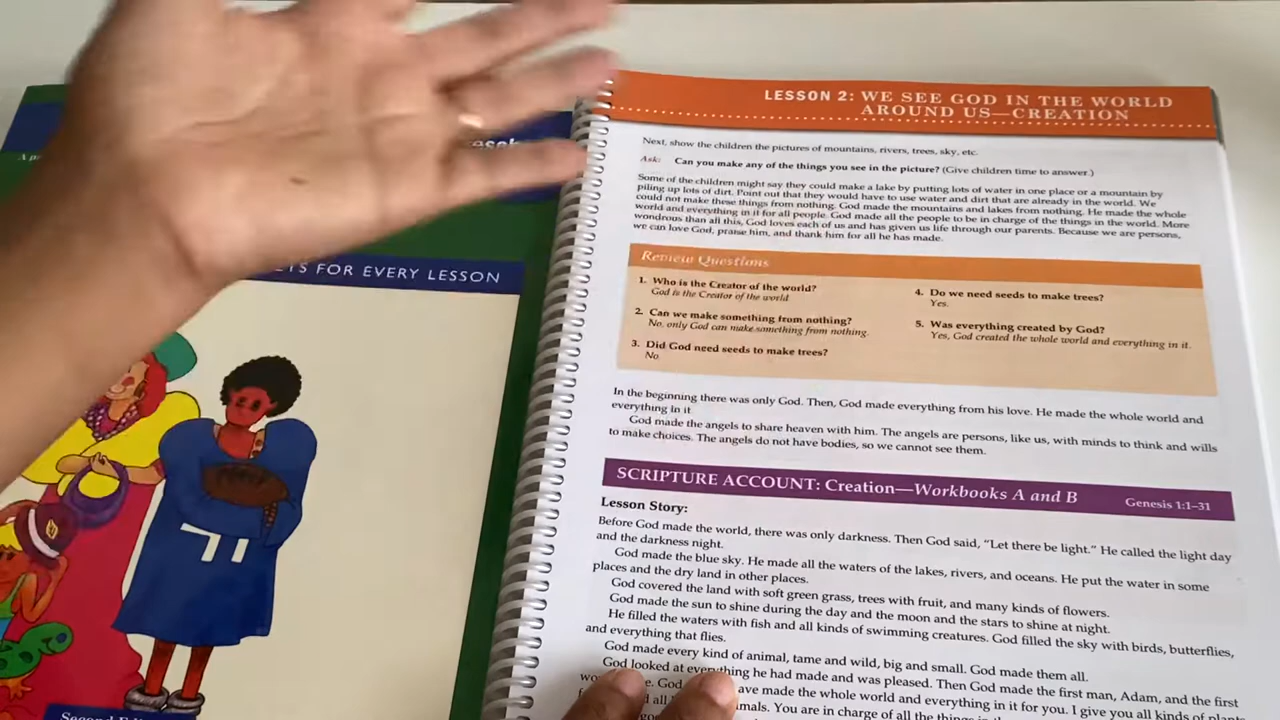 TS FOR EVERY LESSON
LESSON 2: WE SEE GOD IN THE WORLD
AROUND US—CREATION
Next, show the children the pictures of mountains, rivers, trees, sky, etc.
Ask: Can you make any of the things you see in the picture? (Give children time to answer.)
Some of the children might say they could make a lake by putting lots of water in one place or a mountain by
piling up lots of dirt. Point out that they would have to use water and dirt that are already in the world. We
could not make these things from nothing. God made the mountains and lakes from nothing. He made the whole
world and everything in it for all people. God made all the people to be in charge of the things in the world. More
wondrous than all this, God loves each of us and has given us life through our parents. Because we are persons,
we can love God, praise him, and thank him for all he has made.
Review Questions
1. Who is the Creator of the world?
God is the Creator of the world
2. Can we make something from nothing?
No, only God can make something from nothing.
3. Did God need seeds to make trees?
No
4. Do we need seeds to make trees?
Yes.
5. Was everything created by God?
Yes, God created the whole world and everything in it.
In the beginning there was only God. Then, God made everything from his love. He made the whole world and
everything in it
God made the angels to share heaven with him. The angels are persons, like us, with minds to think and wills
to make choices. The angels do not have bodies, so we cannot see them.
SCRIPTURE ACCOUNT: Creation—Workbooks A and B Genesis 1:1–31
Lesson Story:
Before God made the world, there was only darkness. Then God said, "Let there be light." He called the light day
and the darkness night.
God made the blue sky. He made all the waters of the lakes, rivers, and oceans. He put the water in some
places and the dry land in other places.
God covered the land with soft green grass, trees with fruit, and many kinds of flowers.
God made the sun to shine during the day and the moon and the stars to shine at night.
He filled the waters with fish and all kinds of swimming creatures. God filled the sky with birds, butterflies,
and everything that flies.
God made every kind of animal, tame and wild, big and small. God made them all.
God looked at everything he had made and was pleased. Then God made the first man, Adam, and the first
God ave made the whole world and everything in it for you. I give you all kinds of
all mals. You are in charge of all the things in
Second